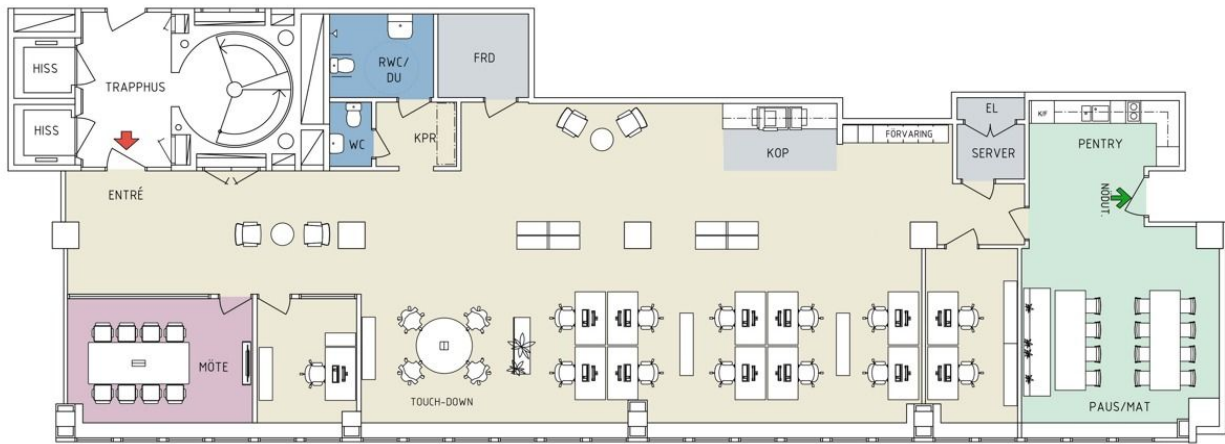 HISS
TRAPPHUS
HISS
RWC/
DU
FRD
WC
KPR
KOP
FÖRVARING
EL
SERVER
K/F
PENTRY
NÖDUT.
ENTRÉ
MÖTE
TOUCH-DOWN
PAUS/MAT